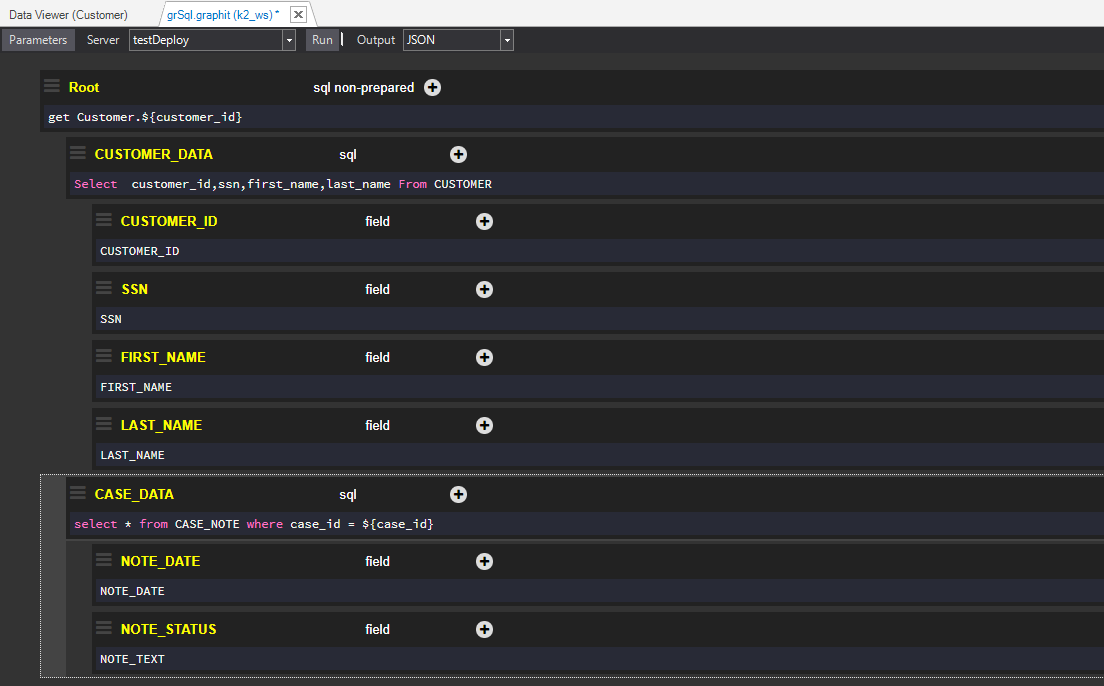 Data Viewer (Customer) grSql.graphit (k2_ws) *
Parameters Server testDeploy Run Output JSON
Root sql non-prepared
get Customer.${customer_id}
CUSTOMER_DATA sql
Select  customer_id,ssn,first_name,last_name From CUSTOMER
CUSTOMER_ID field
CUSTOMER_ID
SSN field
SSN
FIRST_NAME field
FIRST_NAME
LAST_NAME field
LAST_NAME
CASE_DATA sql
select * from CASE_NOTE where case_id = ${case_id}
NOTE_DATE field
NOTE_DATE
NOTE_STATUS field
NOTE_TEXT